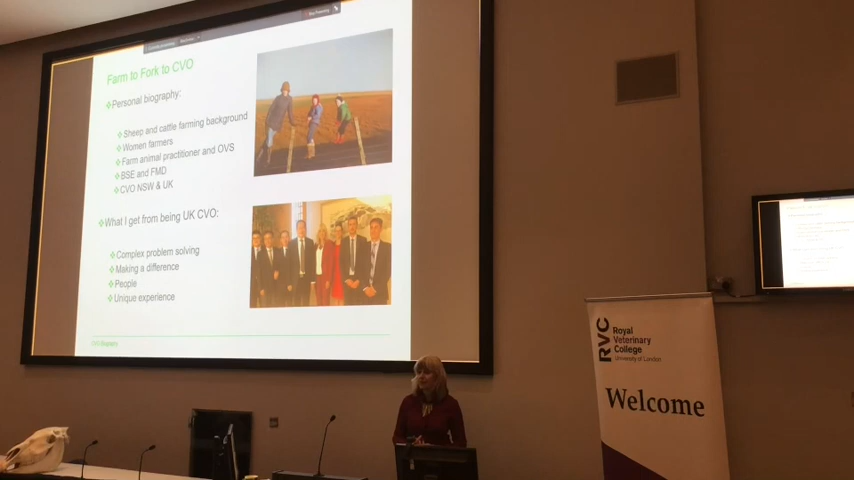 Farm to Fork to CVO
Personal biography:
Sheep and cattle farming background
Women farmers
Farm animal practitioner and OVS
BSE and FMD
CVO NSW & UK
What I get from being UK CVO:
Complex problem solving
Making a difference
People
Unique experience
RVC
Royal
Veterinary
College
University of London
Welcome